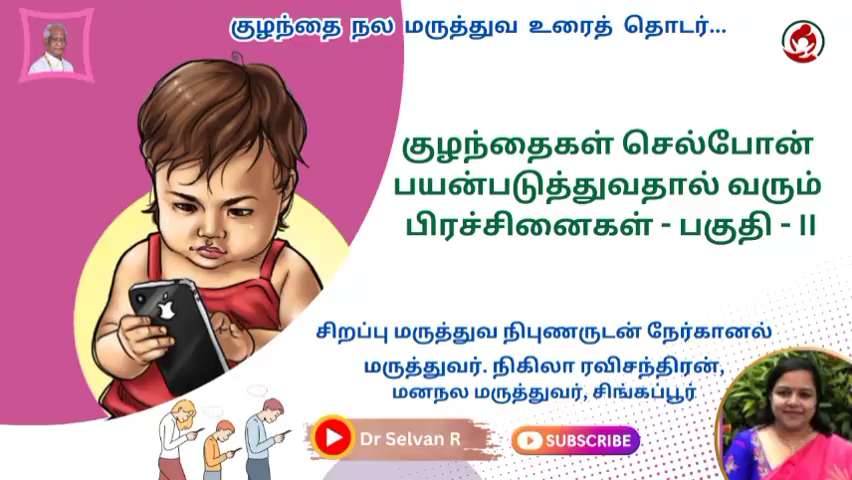 குழந்தை நல மருத்துவ உரைத் தொடர்...
குழந்தைகள் செல்போன்
பயன்படுத்துவதால் வரும்
பிரச்சினைகள் - பகுதி - II
சிறப்பு மருத்துவ நிபுணருடன் நேர்கானல்
மருத்துவர். நிகிலா ரவிசந்திரன்,
மனநல மருத்துவர், சிங்கப்பூர்
Dr Selvan R
SUBSCRIBE